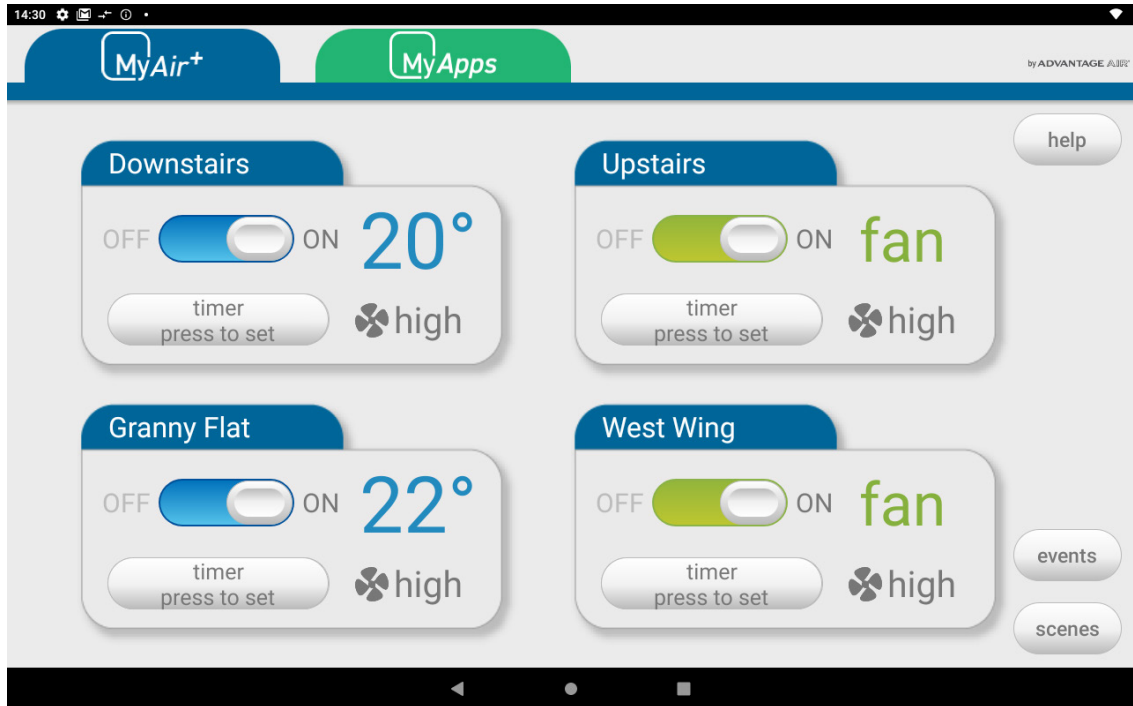 14:30
MyAir+ MyApps
by ADVANTAGE AIR
help
Downstairs
OFF ON 20°
timer
press to set
high
Upstairs
OFF ON fan
timer
press to set
high
Granny Flat
OFF ON 22°
timer
press to set
high
West Wing
OFF ON fan
timer
press to set
high
events
scenes